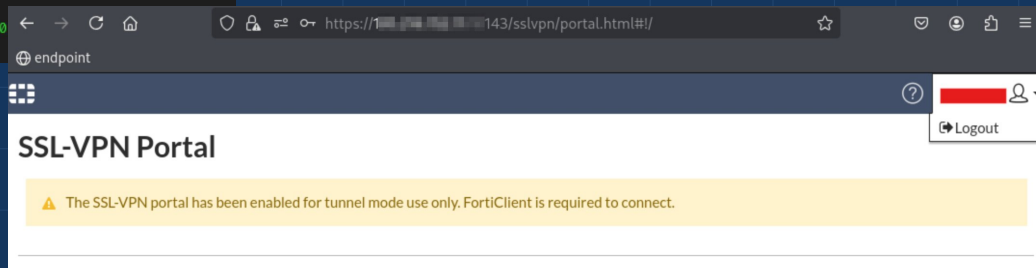 https://1 143/sslvpn/portal.html#!/
endpoint
Logout
SSL-VPN Portal
The SSL-VPN portal has been enabled for tunnel mode use only. FortiClient is required to connect.